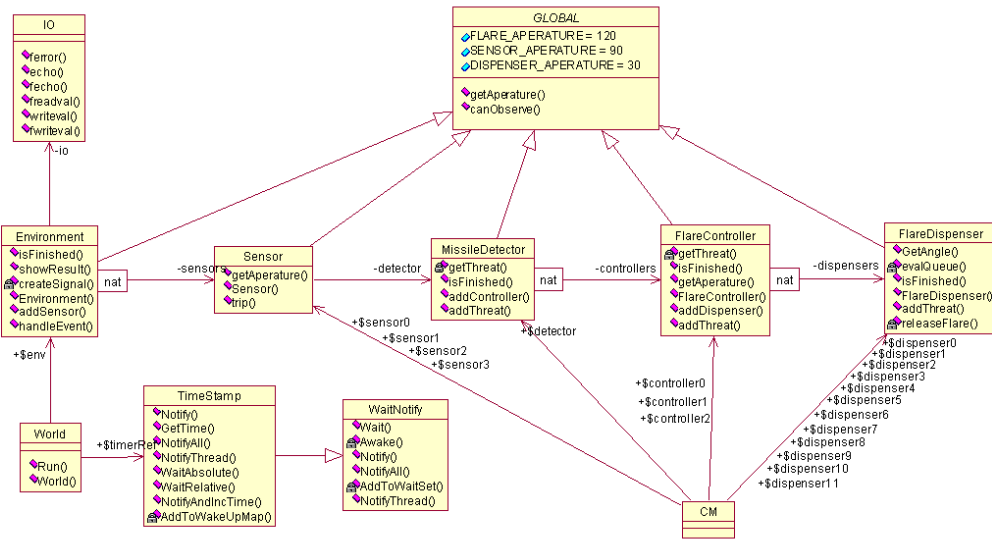 IO
ferror()
echo()
fecho()
freadval()
writeval()
fwriteval()
-io
GLOBAL
FLARE_APERATURE = 120
SENSOR_APERATURE = 90
DISPENSER_APERATURE = 30
getAperature()
canObserve()
Environment
isFinished()
showResult()
createSignal()
Environment()
addSensor()
handleEvent()
nat
-sensors
Sensor
getAperature()
Sensor()
trip()
-detector
MissileDetector
getThreat()
isFinished()
addController()
addThreat()
nat
-controllers
FlareController
getThreat()
isFinished()
getAperature()
FlareController()
addDispenser()
addThreat()
nat
-dispensers
FlareDispenser
GetAngle()
evalQueue()
isFinished()
FlareDispenser()
addThreat()
releaseFlare()
+$env
+$sensor0
+$sensor1
+$sensor2
+$sensor3
+$detector
+$controller0
+$controller1
+$controller2
+$dispenser0
+$dispenser1
+$dispenser2
+$dispenser3
+$dispenser4
+$dispenser5
+$dispenser6
+$dispenser7
+$dispenser8
+$dispenser9
+$dispenser10
+$dispenser11
World
Run()
World()
+$timerRef
TimeStamp
Notify()
GetTime()
NotifyAll()
NotifyThread()
WaitAbsolute()
WaitRelative()
NotifyAndIncTime()
AddToWakeUpMap()
WaitNotify
Wait()
Awake()
Notify()
NotifyAll()
AddToWaitSet()
NotifyThread()
CM